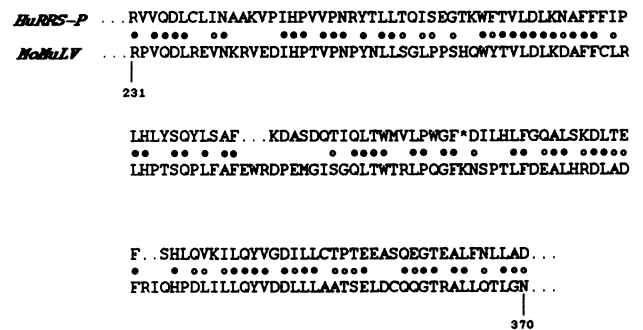 HuRRS-P ...RVVQDLCLINAAKVPIHPVVPNRYTLLTQISEGTKWFTVLDLKNAFFFIP
MoMuLV ...RPVQDLREVNKRVEDIHPTVPNPYNLLSGLPPSHQWYTVLDLKDAFFCLR
231
LHLYSQYLSAF...KDASDQTIQLTWMVLPWGF*DILHLFGQALSKDLTE
LHPTSQPLFAFEWRDPEMGISGQLTWTRLPQGFKNSPTLFDEALHRDLAD
F..SHLQVKILQYVGDILLCTPTEEASQEGTEALFNLLAD...
FRIQHPDLILLQYVDDLLLAATSELDCQQGTRALLQTLGN...
370